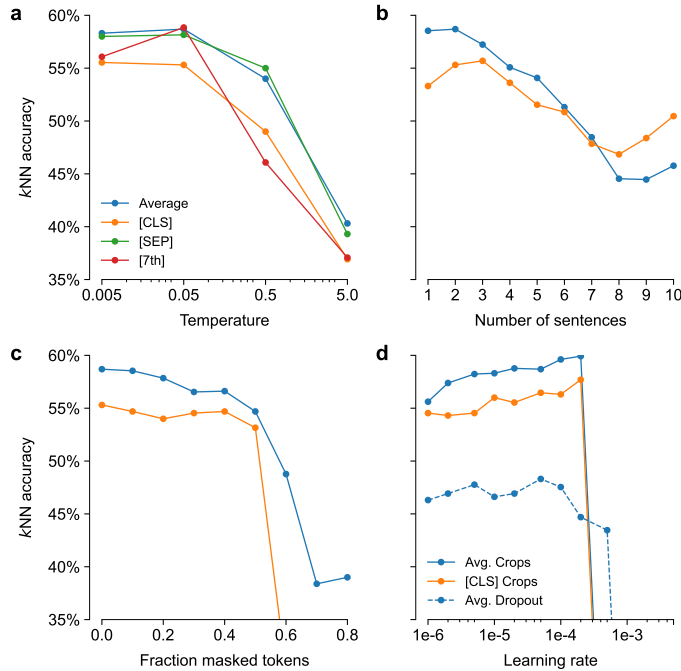 a
60%
55%
50%
45%
40%
35%
kNN accuracy
Average
[CLS]
[SEP]
[7th]
0.005 0.05 0.5 5.0
Temperature
b
1 2 3 4 5 6 7 8 9 10
Number of sentences
c
60%
55%
50%
45%
40%
35%
kNN accuracy
0.0 0.2 0.4 0.6 0.8
Fraction masked tokens
d
Avg. Crops
[CLS] Crops
Avg. Dropout
1e-6 1e-5 1e-4 1e-3
Learning rate